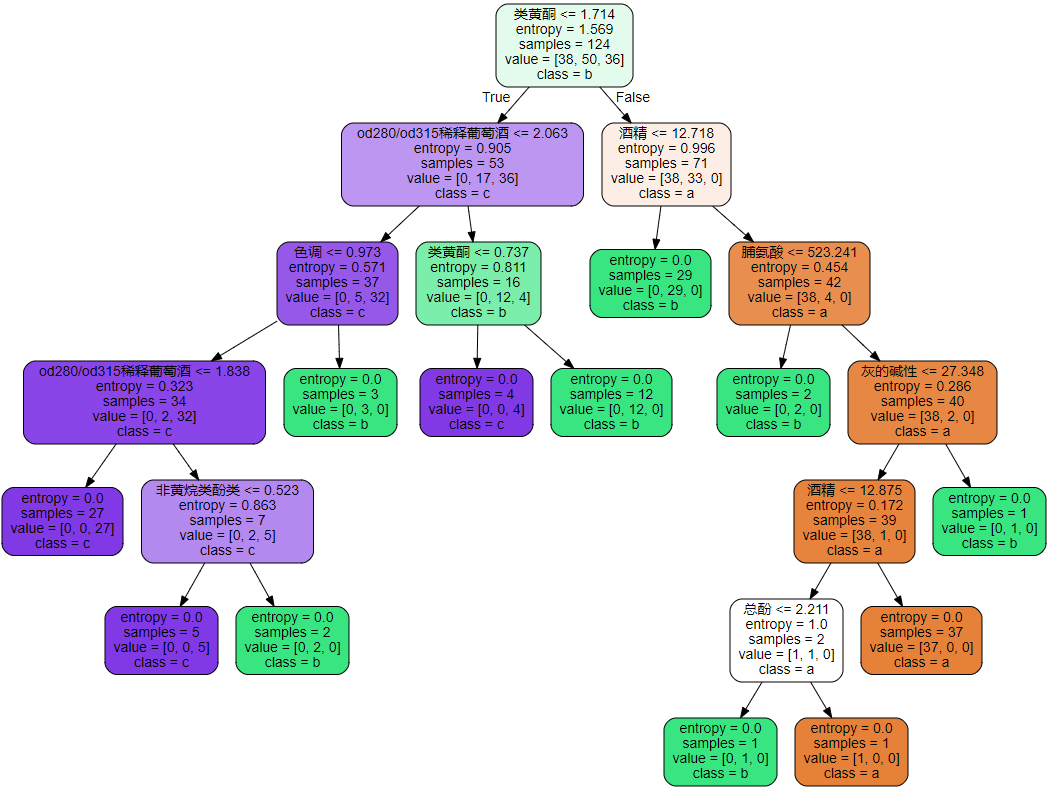 类黄酮 <= 1.714
entropy = 1.569
samples = 124
value = [38, 50, 36]
class = b
True
False
od280/od315稀释葡萄酒 <= 2.063
entropy = 0.905
samples = 53
value = [0, 17, 36]
class = c
酒精 <= 12.718
entropy = 0.996
samples = 71
value = [38, 33, 0]
class = a
色调 <= 0.973
entropy = 0.571
samples = 37
value = [0, 5, 32]
class = c
类黄酮 <= 0.737
entropy = 0.811
samples = 16
value = [0, 12, 4]
class = b
entropy = 0.0
samples = 29
value = [0, 29, 0]
class = b
脯氨酸 <= 523.241
entropy = 0.454
samples = 42
value = [38, 4, 0]
class = a
od280/od315稀释葡萄酒 <= 1.838
entropy = 0.323
samples = 34
value = [0, 2, 32]
class = c
entropy = 0.0
samples = 3
value = [0, 3, 0]
class = b
entropy = 0.0
samples = 4
value = [0, 0, 4]
class = c
entropy = 0.0
samples = 12
value = [0, 12, 0]
class = b
entropy = 0.0
samples = 2
value = [0, 2, 0]
class = b
灰的碱性 <= 27.348
entropy = 0.286
samples = 40
value = [38, 2, 0]
class = a
entropy = 0.0
samples = 27
value = [0, 0, 27]
class = c
非黄烷类酚类 <= 0.523
entropy = 0.863
samples = 7
value = [0, 2, 5]
class = c
酒精 <= 12.875
entropy = 0.172
samples = 39
value = [38, 1, 0]
class = a
entropy = 0.0
samples = 1
value = [0, 1, 0]
class = b
entropy = 0.0
samples = 5
value = [0, 0, 5]
class = c
entropy = 0.0
samples = 2
value = [0, 2, 0]
class = b
总酚 <= 2.211
entropy = 1.0
samples = 2
value = [1, 1, 0]
class = a
entropy = 0.0
samples = 37
value = [37, 0, 0]
class = a
entropy = 0.0
samples = 1
value = [0, 1, 0]
class = b
entropy = 0.0
samples = 1
value = [1, 0, 0]
class = a